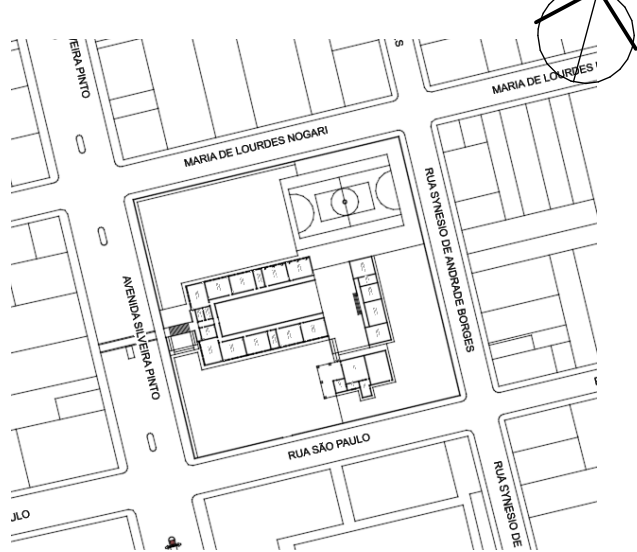 EIRA PINTO
S
MARIA DE LOURDES
MARIA DE LOURDES NOGARI
RUA SYNESIO DE ANDRADE BORGES
AVENIDA SILVEIRA PINTO
RUA SÃO PAULO
RUA SYNESIO DE
ULO